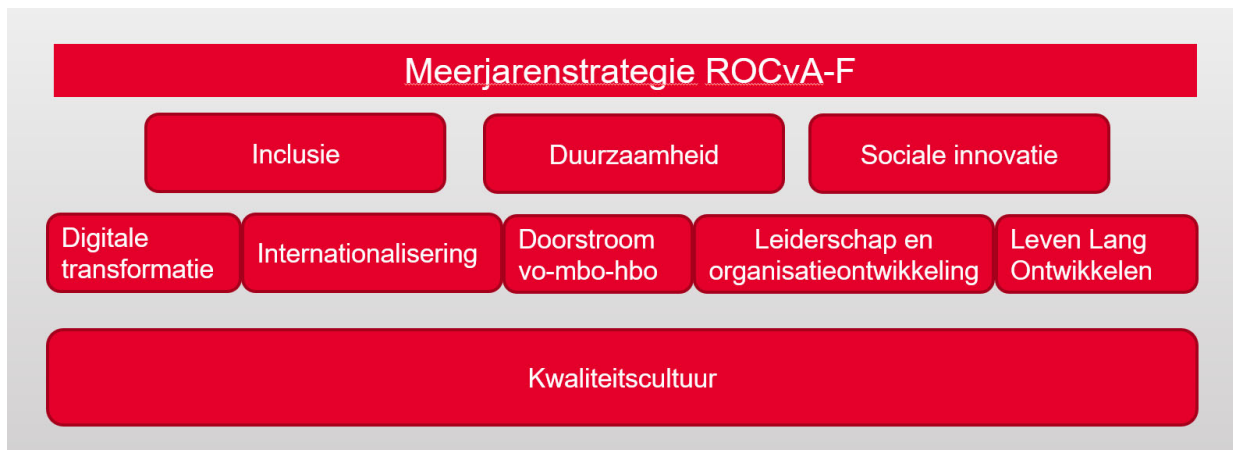 Meerjarenstrategie ROCvA-F
Inclusie
Duurzaamheid
Sociale innovatie
Digitale
transformatie
Internationalisering
Doorstroom
vo-mbo-hbo
Leiderschap en
organisatieontwikkeling
Leven Lang
Ontwikkelen
Kwaliteitscultuur